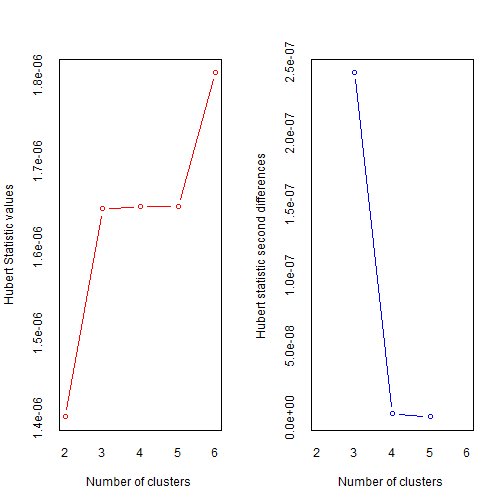 Hubert Statistic values
1.8e-06
1.7e-06
1.6e-06
1.5e-06
1.4e-06
2 3 4 5 6
Number of clusters
Hubert statistic second differences
2.5e-07
2.0e-07
1.5e-07
1.0e-07
5.0e-08
0.0e+00
2 3 4 5 6
Number of clusters